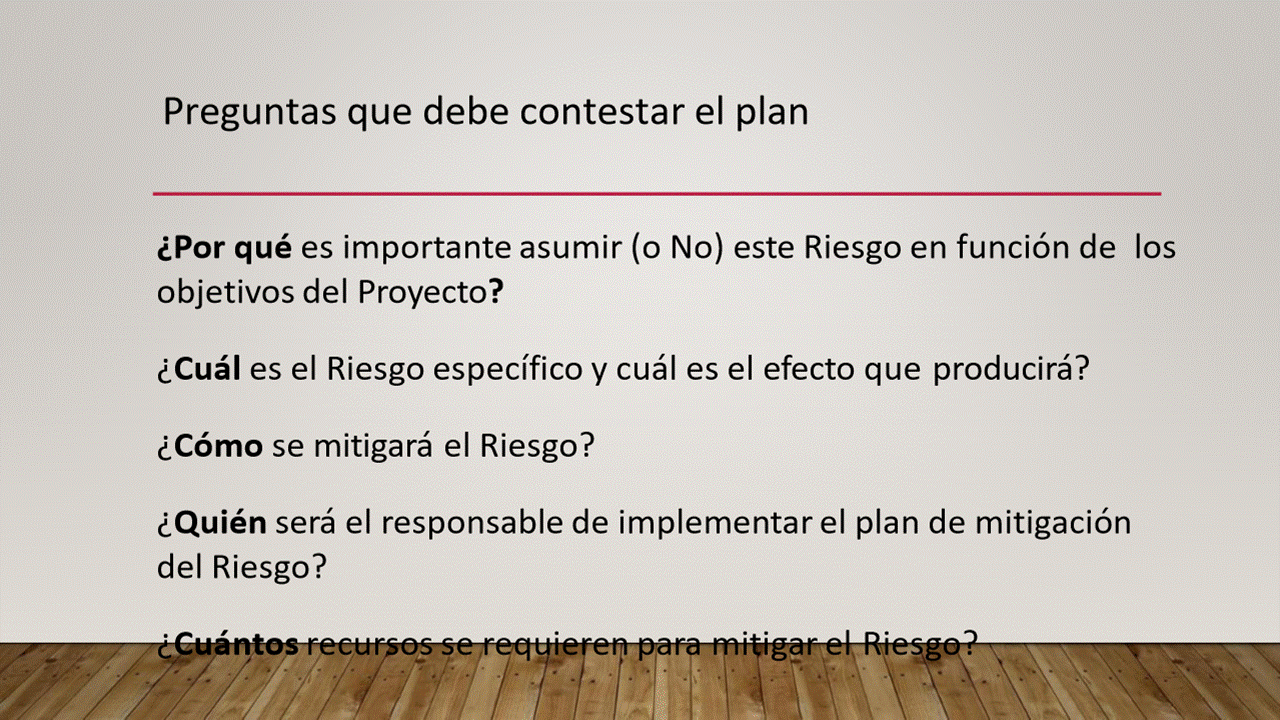 Preguntas que debe contestar el plan
¿Por qué es importante asumir (o No) este Riesgo en función de  los
objetivos del Proyecto?
¿Cuál es el Riesgo específico y cuál es el efecto que producirá?
¿Cómo se mitigará el Riesgo?
¿Quién será el responsable de implementar el plan de mitigación
del Riesgo?
¿Cuántos recursos se requieren para mitigar el Riesgo?